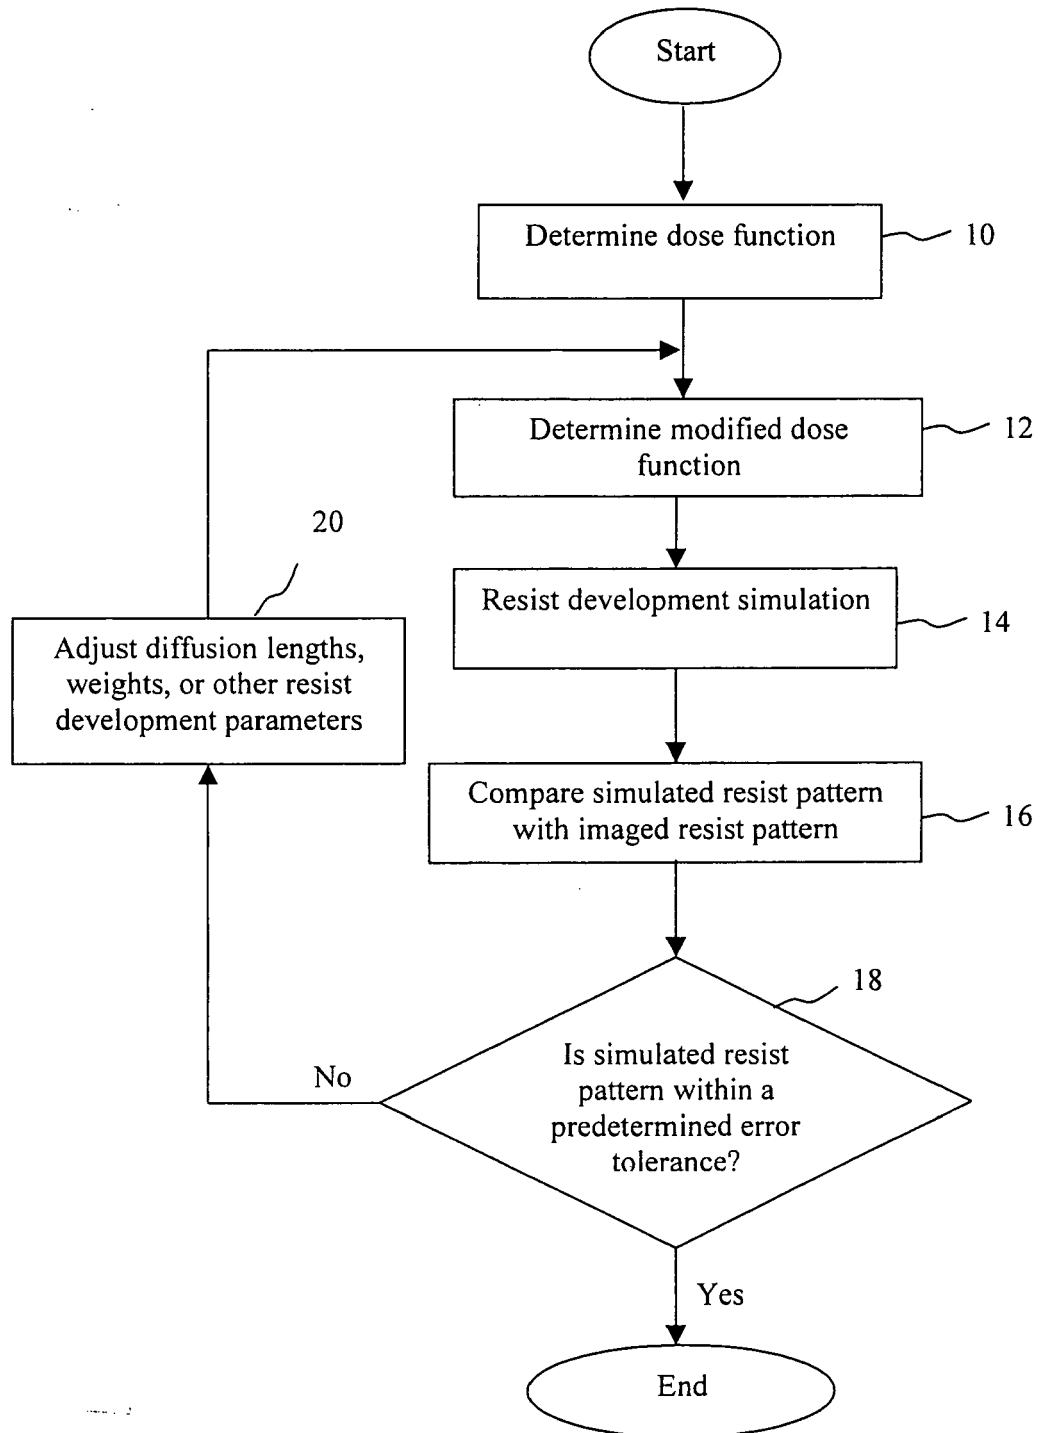 Start
Determine dose function
10
Determine modified dose
function
12
20
Resist development simulation
14
Adjust diffusion lengths,
weights, or other resist
development parameters
Compare simulated resist pattern
with imaged resist pattern
16
18
Is simulated resist
pattern within a
predetermined error
tolerance?
No
Yes
End